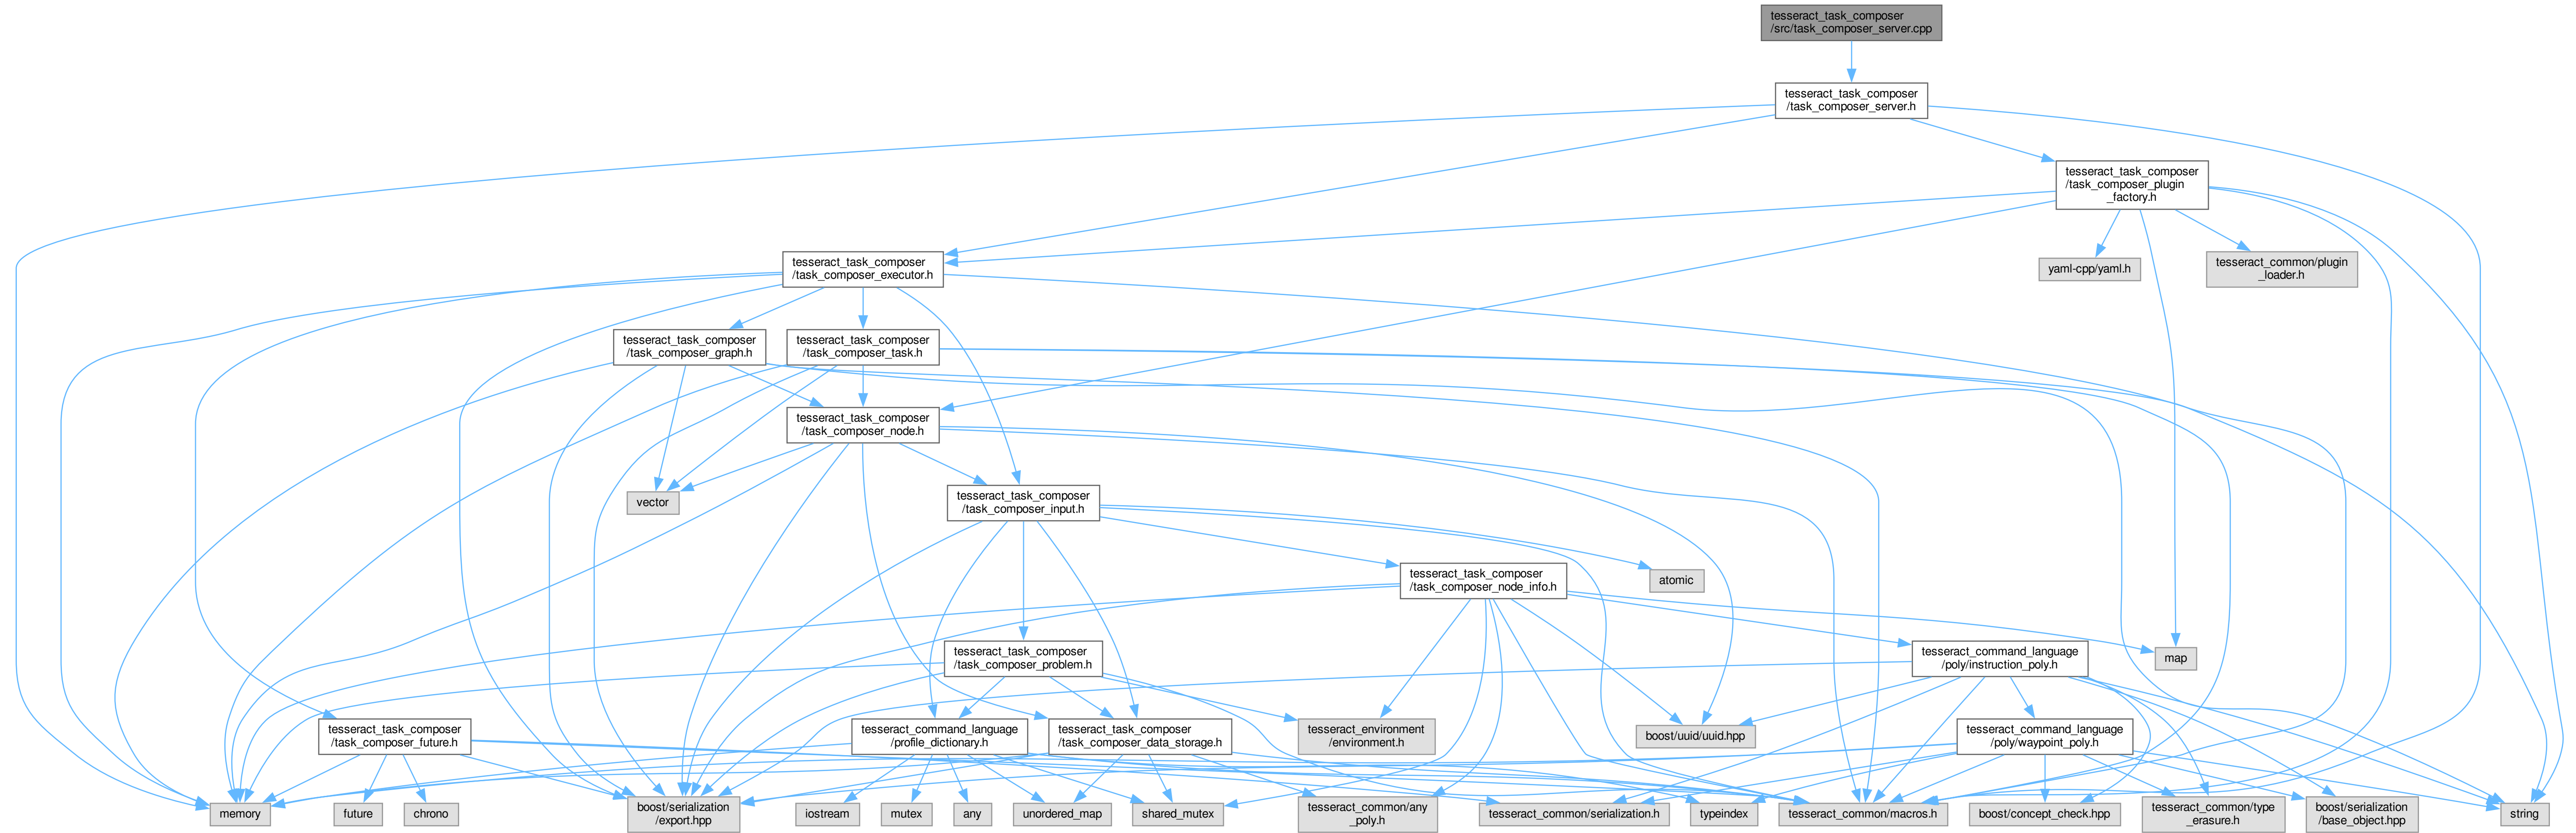 tesseract_task_composer
/src/task_composer_server.cpp
tesseract_task_composer
/task_composer_server.h
tesseract_task_composer
/task_composer_plugin
_factory.h
tesseract_task_composer
/task_composer_executor.h
yaml-cpp/yaml.h
tesseract_common/plugin
_loader.h
tesseract_task_composer
/task_composer_graph.h
tesseract_task_composer
/task_composer_task.h
tesseract_task_composer
/task_composer_node.h
vector
tesseract_task_composer
/task_composer_input.h
tesseract_task_composer
/task_composer_node_info.h
atomic
tesseract_task_composer
/task_composer_problem.h
tesseract_command_language
/poly/instruction_poly.h
map
tesseract_task_composer
/task_composer_future.h
tesseract_command_language
/profile_dictionary.h
tesseract_task_composer
/task_composer_data_storage.h
tesseract_environment
/environment.h
boost/uuid/uuid.hpp
tesseract_command_language
/poly/waypoint_poly.h
memory
future
chrono
boost/serialization
/export.hpp
iostream
mutex
any
unordered_map
shared_mutex
tesseract_common/any
_poly.h
tesseract_common/serialization.h
typeindex
tesseract_common/macros.h
boost/concept_check.hpp
tesseract_common/type
_erasure.h
boost/serialization
/base_object.hpp
string